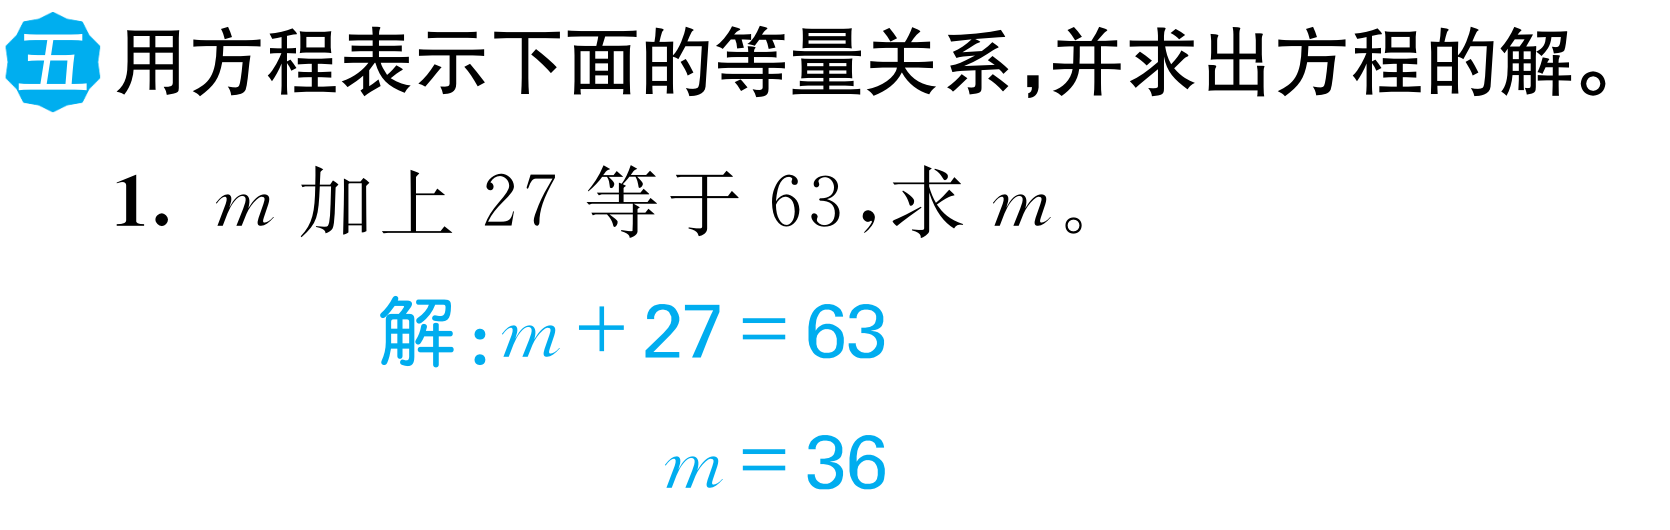 五 用方程表示下面的等量关系,并求出方程的解。
1. m 加上 27 等于 63,求 m。
解:m + 27 = 63
m = 36